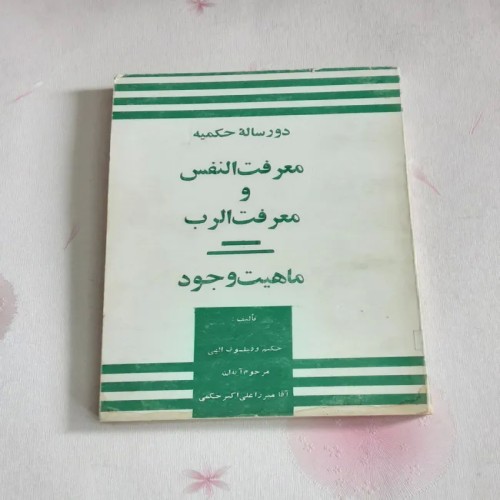 دو رسالهٔ حکمیه
معرفت النفس
و
معرفت الرب
ماهیت وجود
تألیف:
حکیم و فیلسوف الهی
مرحوم
آقا میرزا علی اکبر حکمی